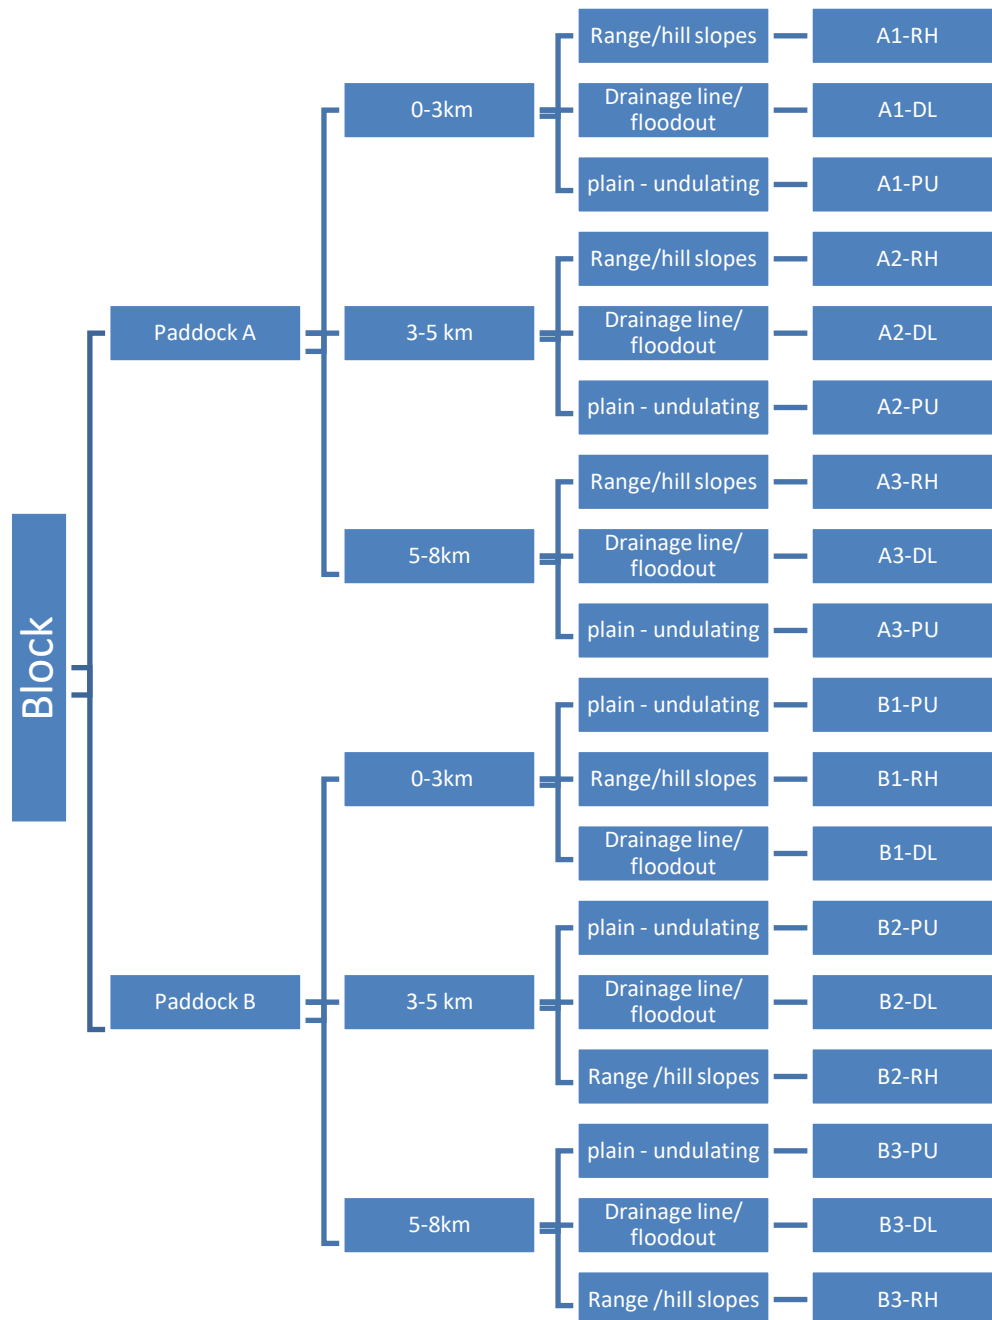 Block
Paddock A
0-3km
Range/hill slopes
A1-RH
Drainage line/
floodout
A1-DL
plain - undulating
A1-PU
3-5 km
Range/hill slopes
A2-RH
Drainage line/
floodout
A2-DL
plain - undulating
A2-PU
5-8km
Range/hill slopes
A3-RH
Drainage line/
floodout
A3-DL
plain - undulating
A3-PU
Paddock B
0-3km
plain - undulating
B1-PU
Range/hill slopes
B1-RH
Drainage line/
floodout
B1-DL
3-5 km
plain - undulating
B2-PU
Drainage line/
floodout
B2-DL
Range /hill slopes
B2-RH
5-8km
plain - undulating
B3-PU
Drainage line/
floodout
B3-DL
Range /hill slopes
B3-RH